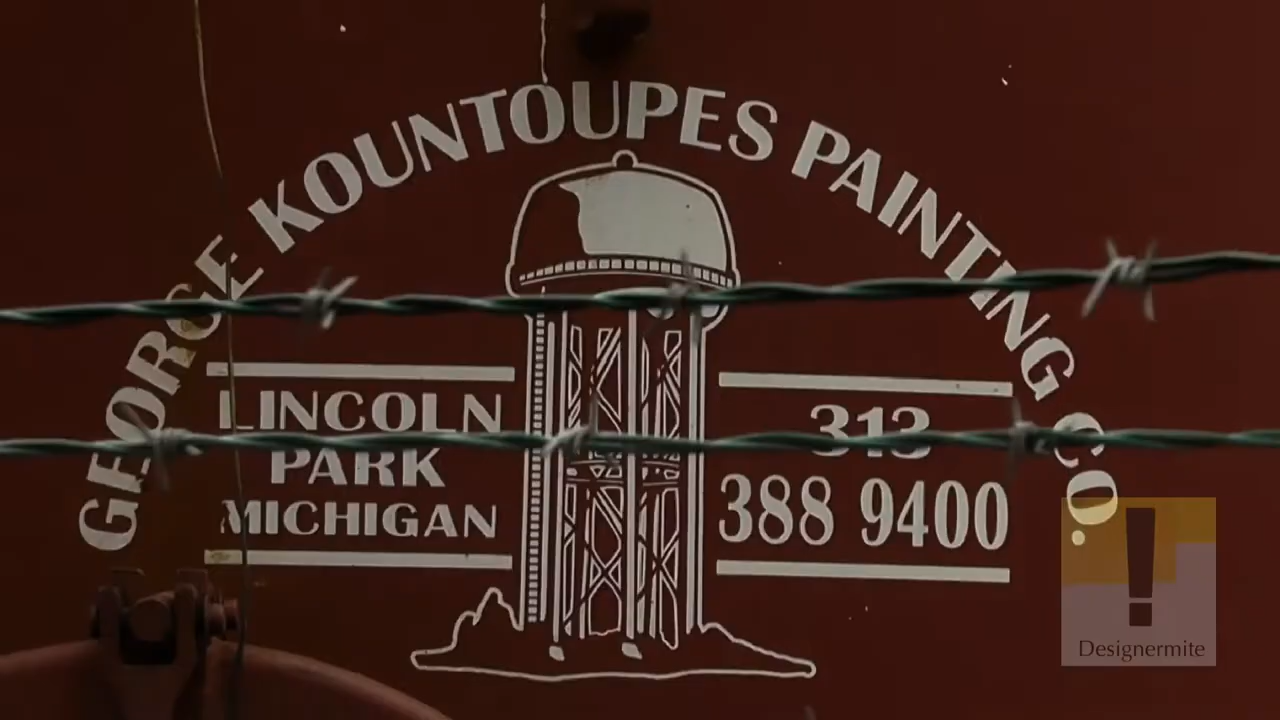 GEORGE KOUNTOUPES PAINTING CO.
LINCOLN
PARK
MICHIGAN
313
388 9400
!
Designermite